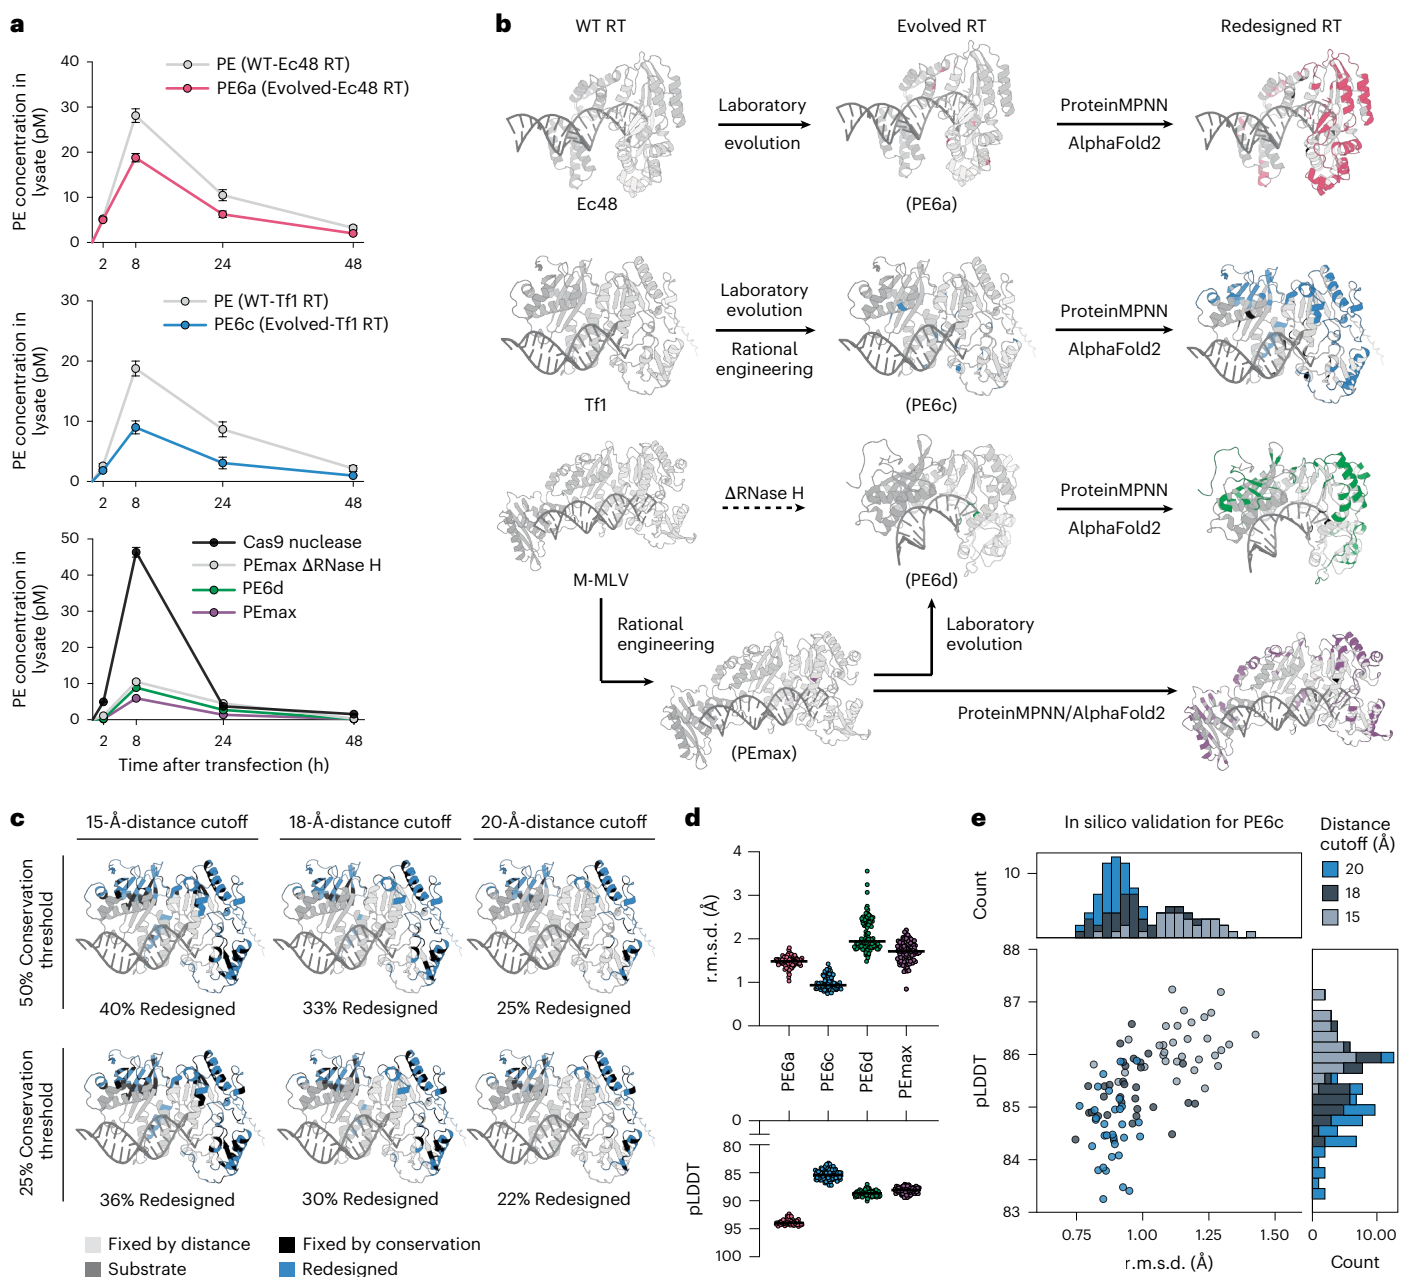 a
PE concentration in
lysate (pM)
40
30
20
10
0
2
8
24
48
PE (WT-Ec48 RT)
PE6a (Evolved-Ec48 RT)
PE concentration in
lysate (pM)
30
20
10
0
2
8
24
48
PE (WT-Tf1 RT)
PE6c (Evolved-Tf1 RT)
PE concentration in
lysate (pM)
50
40
30
20
10
0
2
8
24
48
Cas9 nuclease
PEmax ΔRNase H
PE6d
PEmax
Time after transfection (h)
b
WT RT
Evolved RT
Redesigned RT
Laboratory
evolution
ProteinMPNN
AlphaFold2
Ec48
(PE6a)
Laboratory
evolution
Rational
engineering
ProteinMPNN
AlphaFold2
Tf1
(PE6c)
ΔRNase H
ProteinMPNN
AlphaFold2
M-MLV
(PE6d)
Rational
engineering
Laboratory
evolution
(PEmax)
ProteinMPNN/AlphaFold2
c
15-Å-distance cutoff
18-Å-distance cutoff
20-Å-distance cutoff
50% Conservation
threshold
40% Redesigned
33% Redesigned
25% Redesigned
25% Conservation
threshold
36% Redesigned
30% Redesigned
22% Redesigned
Fixed by distance
Fixed by conservation
Substrate
Redesigned
d
r.m.s.d. (Å)
4
3
2
1
0
PE6a
PE6c
PE6d
PEmax
pLDDT
0
80
85
90
95
100
e
In silico validation for PE6c
Distance
cutoff (Å)
20
18
15
Count
10
pLDDT
88
87
86
85
84
83
0.75
1.00
1.25
1.50
r.m.s.d. (Å)
0
10.00
Count